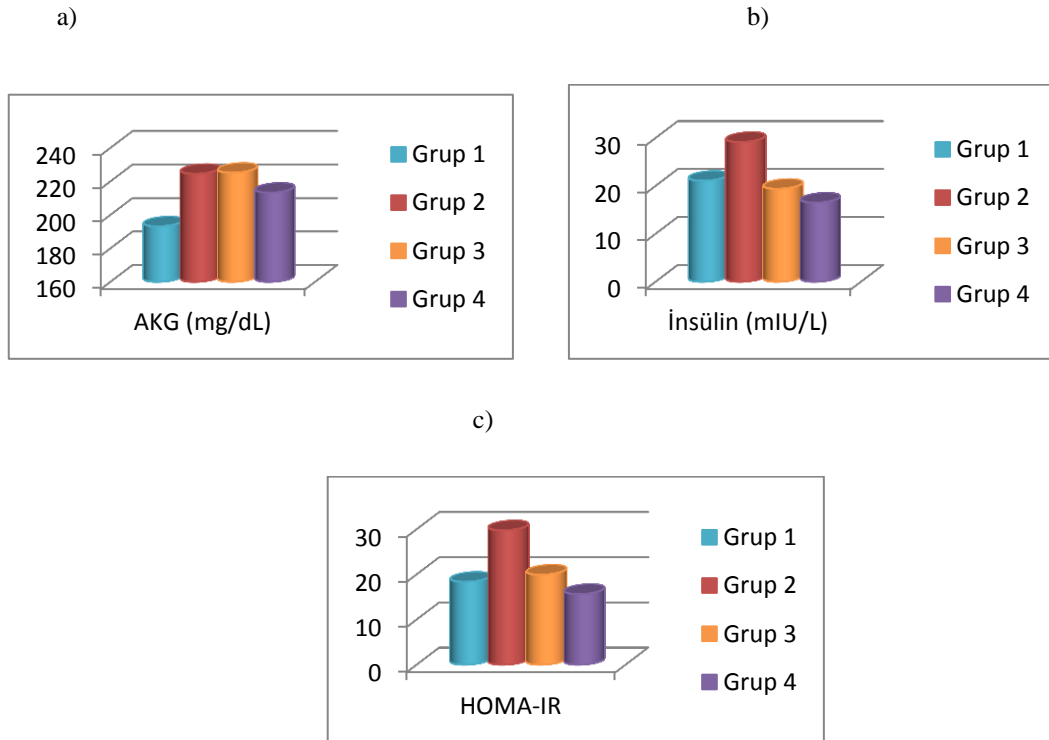 a)
b)
240
220
200
180
160
AKG (mg/dL)
Grup 1
Grup 2
Grup 3
Grup 4
30
20
10
0
İnsülin (mIU/L)
Grup 1
Grup 2
Grup 3
Grup 4
c)
30
20
10
0
HOMA-IR
Grup 1
Grup 2
Grup 3
Grup 4